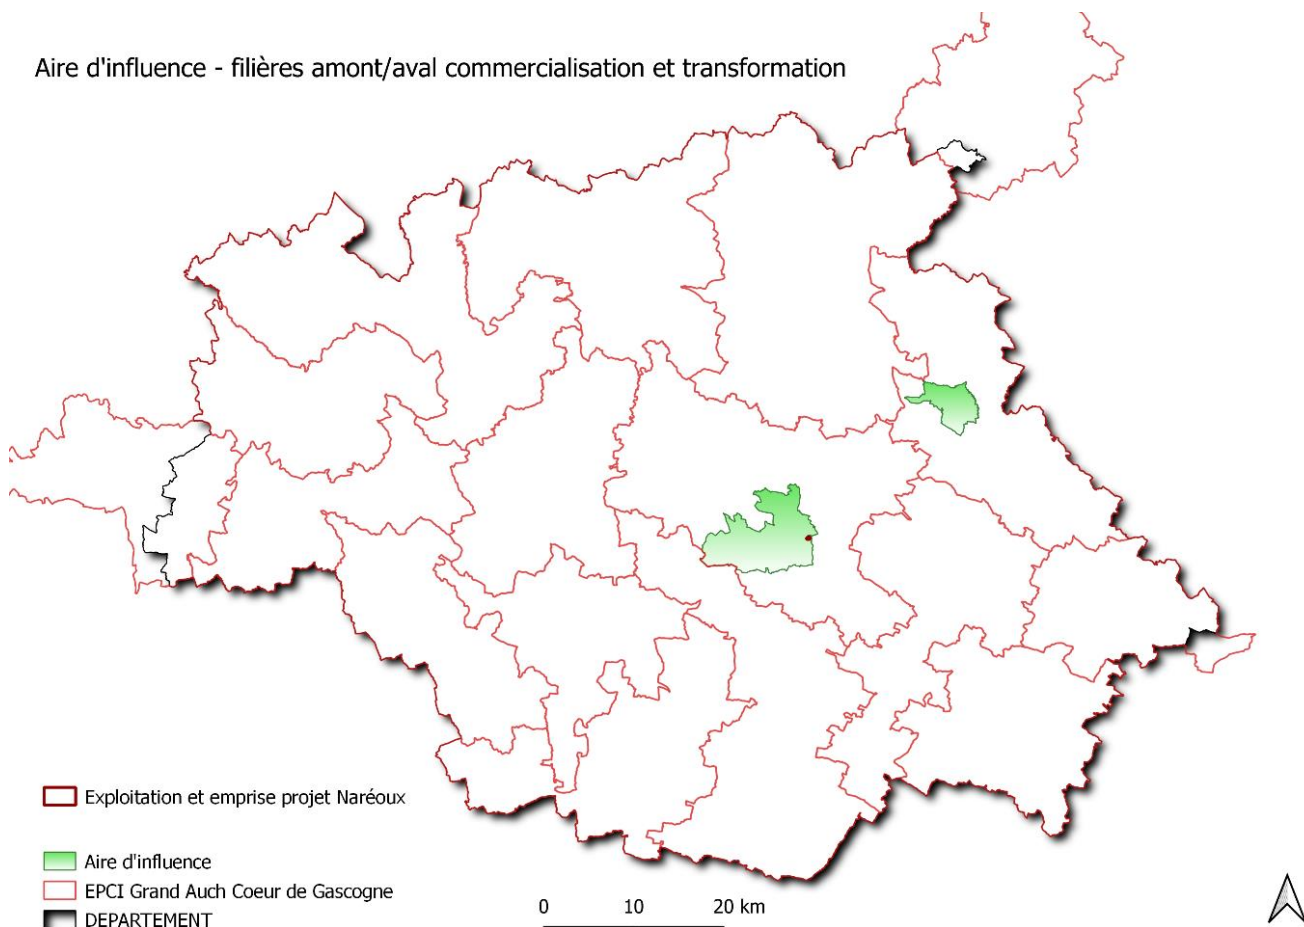 Aire d'influence - filières amont/aval commercialisation et transformation
Exploitation et emprise projet Naréoux
Aire d'influence
EPCI Grand Auch Coeur de Gascogne
DEPARTEMENT
0 10 20 km